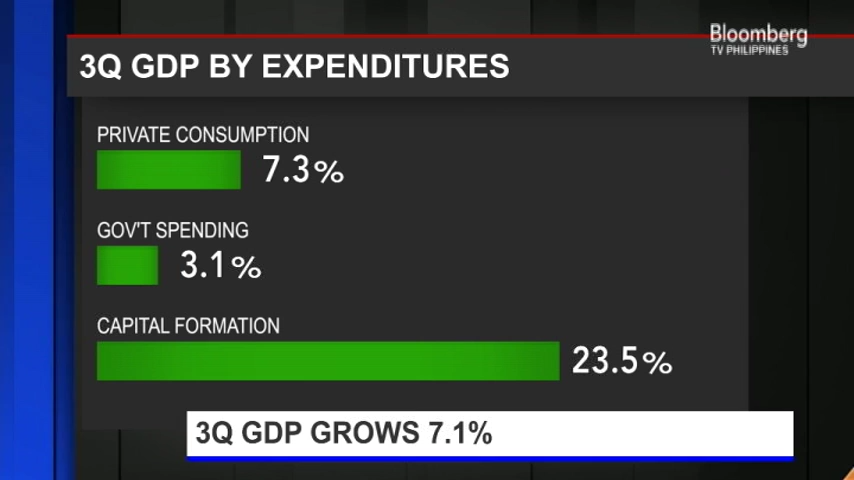 Bloomberg
TV PHILIPPINES
3Q GDP BY EXPENDITURES
PRIVATE CONSUMPTION
7.3%
GOV'T SPENDING
3.1%
CAPITAL FORMATION
23.5%
3Q GDP GROWS 7.1%